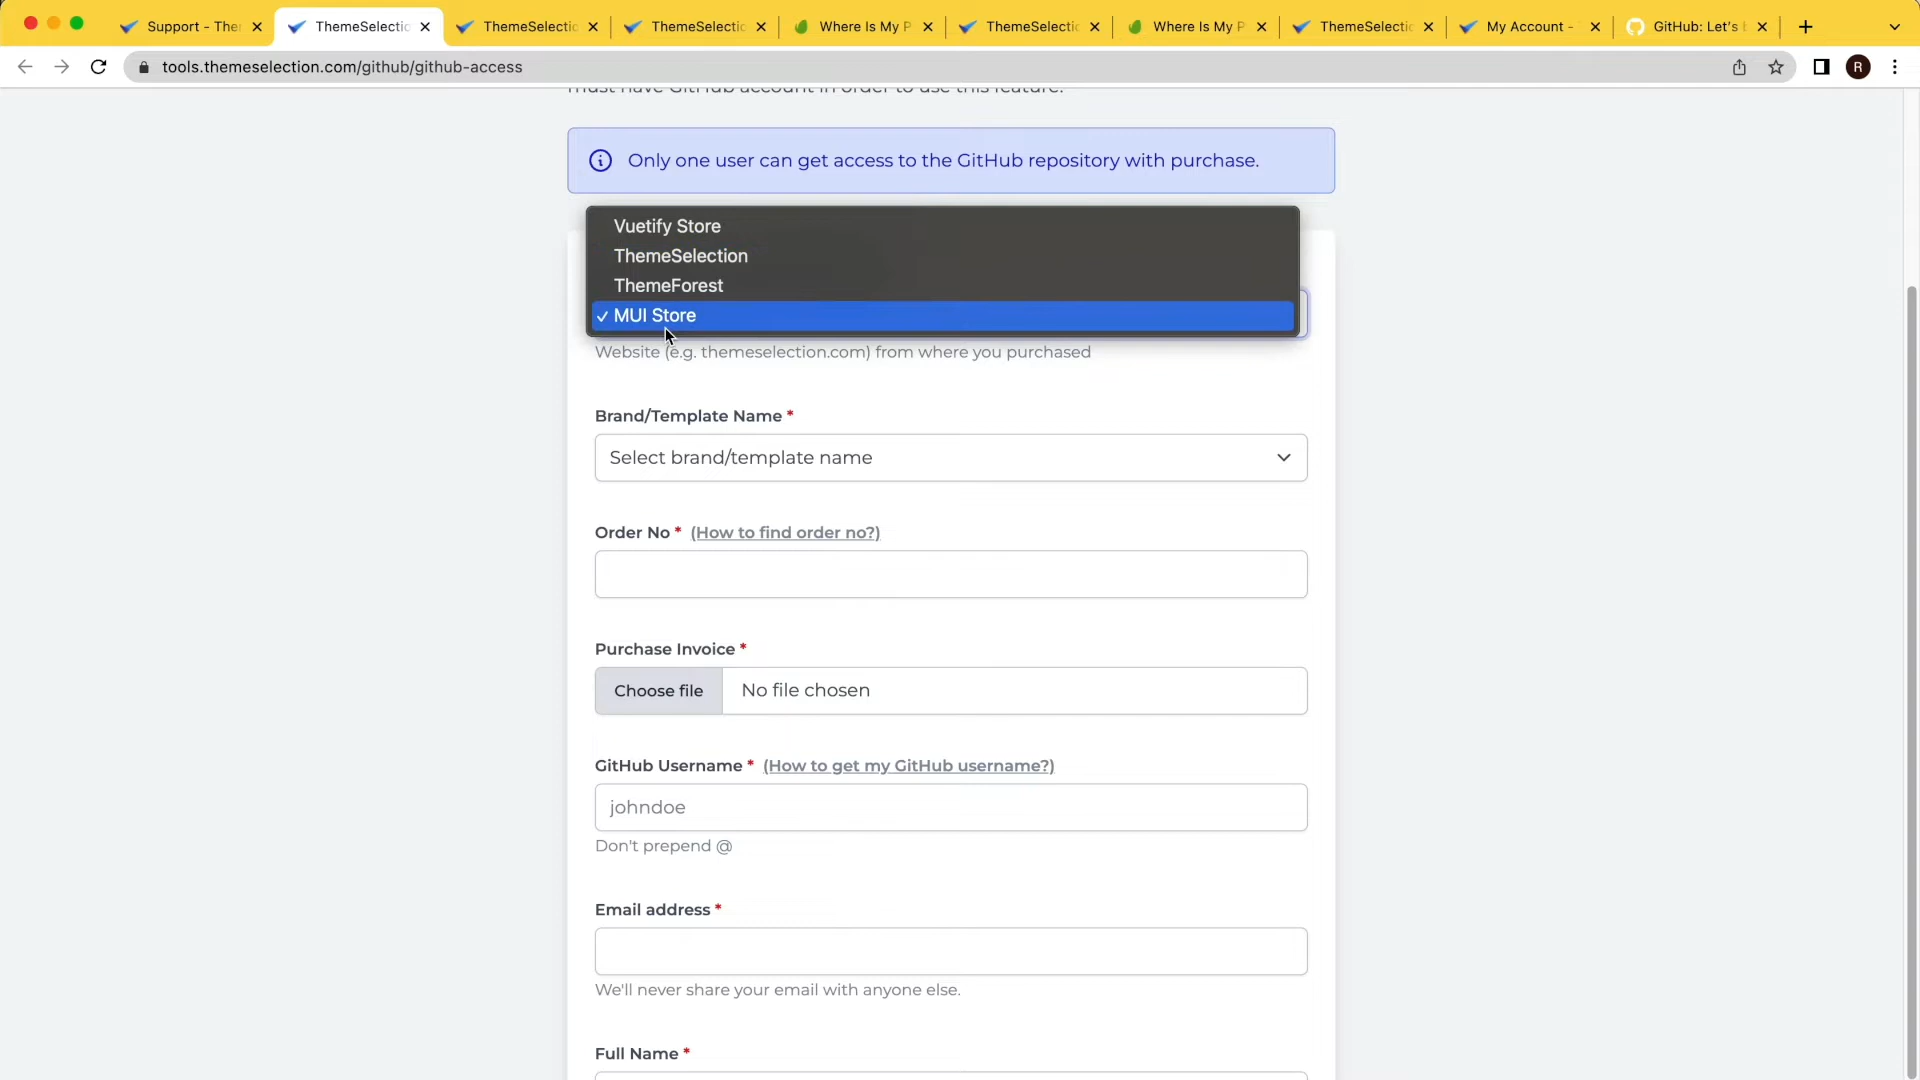 Support - The
ThemeSelectic
ThemeSelectic
ThemeSelectic
Where Is My P
ThemeSelectic
Where Is My P
ThemeSelectic
My Account -
GitHub: Let's b
tools.themeselection.com/github/github-access
R
must have GitHub account in order to use this feature.
Only one user can get access to the GitHub repository with purchase.
Vuetify Store
ThemeSelection
ThemeForest
✓ MUI Store
Website (e.g. themeselection.com) from where you purchased
Brand/Template Name *
Select brand/template name
Order No * (How to find order no?)
Purchase Invoice *
Choose file No file chosen
GitHub Username * (How to get my GitHub username?)
johndoe
Don't prepend @
Email address *
We'll never share your email with anyone else.
Full Name *